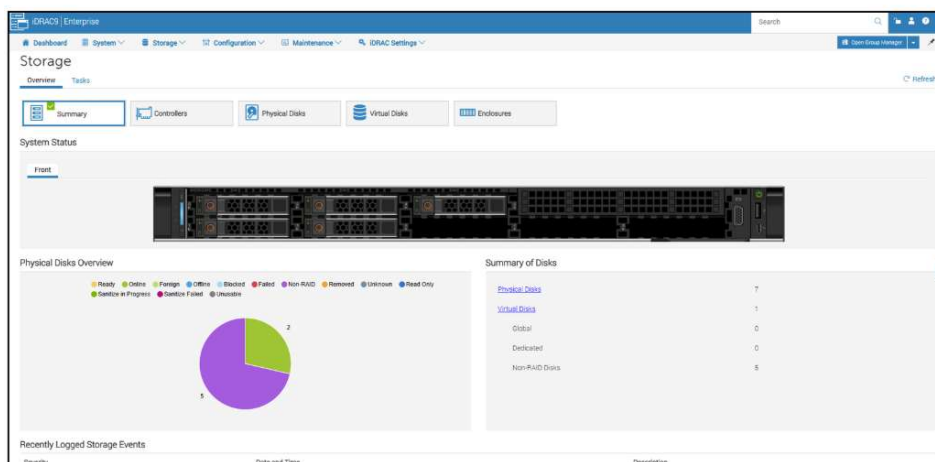 iDRAC9 | Enterprise Search
Dashboard System Storage Configuration Maintenance iDRAC Settings Open Group Manager
Storage
Overview Tasks Refresh
Summary Controllers Physical Disks Virtual Disks Enclosures
System Status
Front
Physical Disks Overview Summary of Disks
Ready Online Foreign Offline Blocked Failed Non-RAID Removed Unknown Read Only
Sanitize in Progress Sanitize Failed Unusable
Physical Disks 7
Virtual Disks 1
Global 0
Dedicated 0
Non-RAID Disks 5
2
5
Recently Logged Storage Events
Severity Date and Time Description